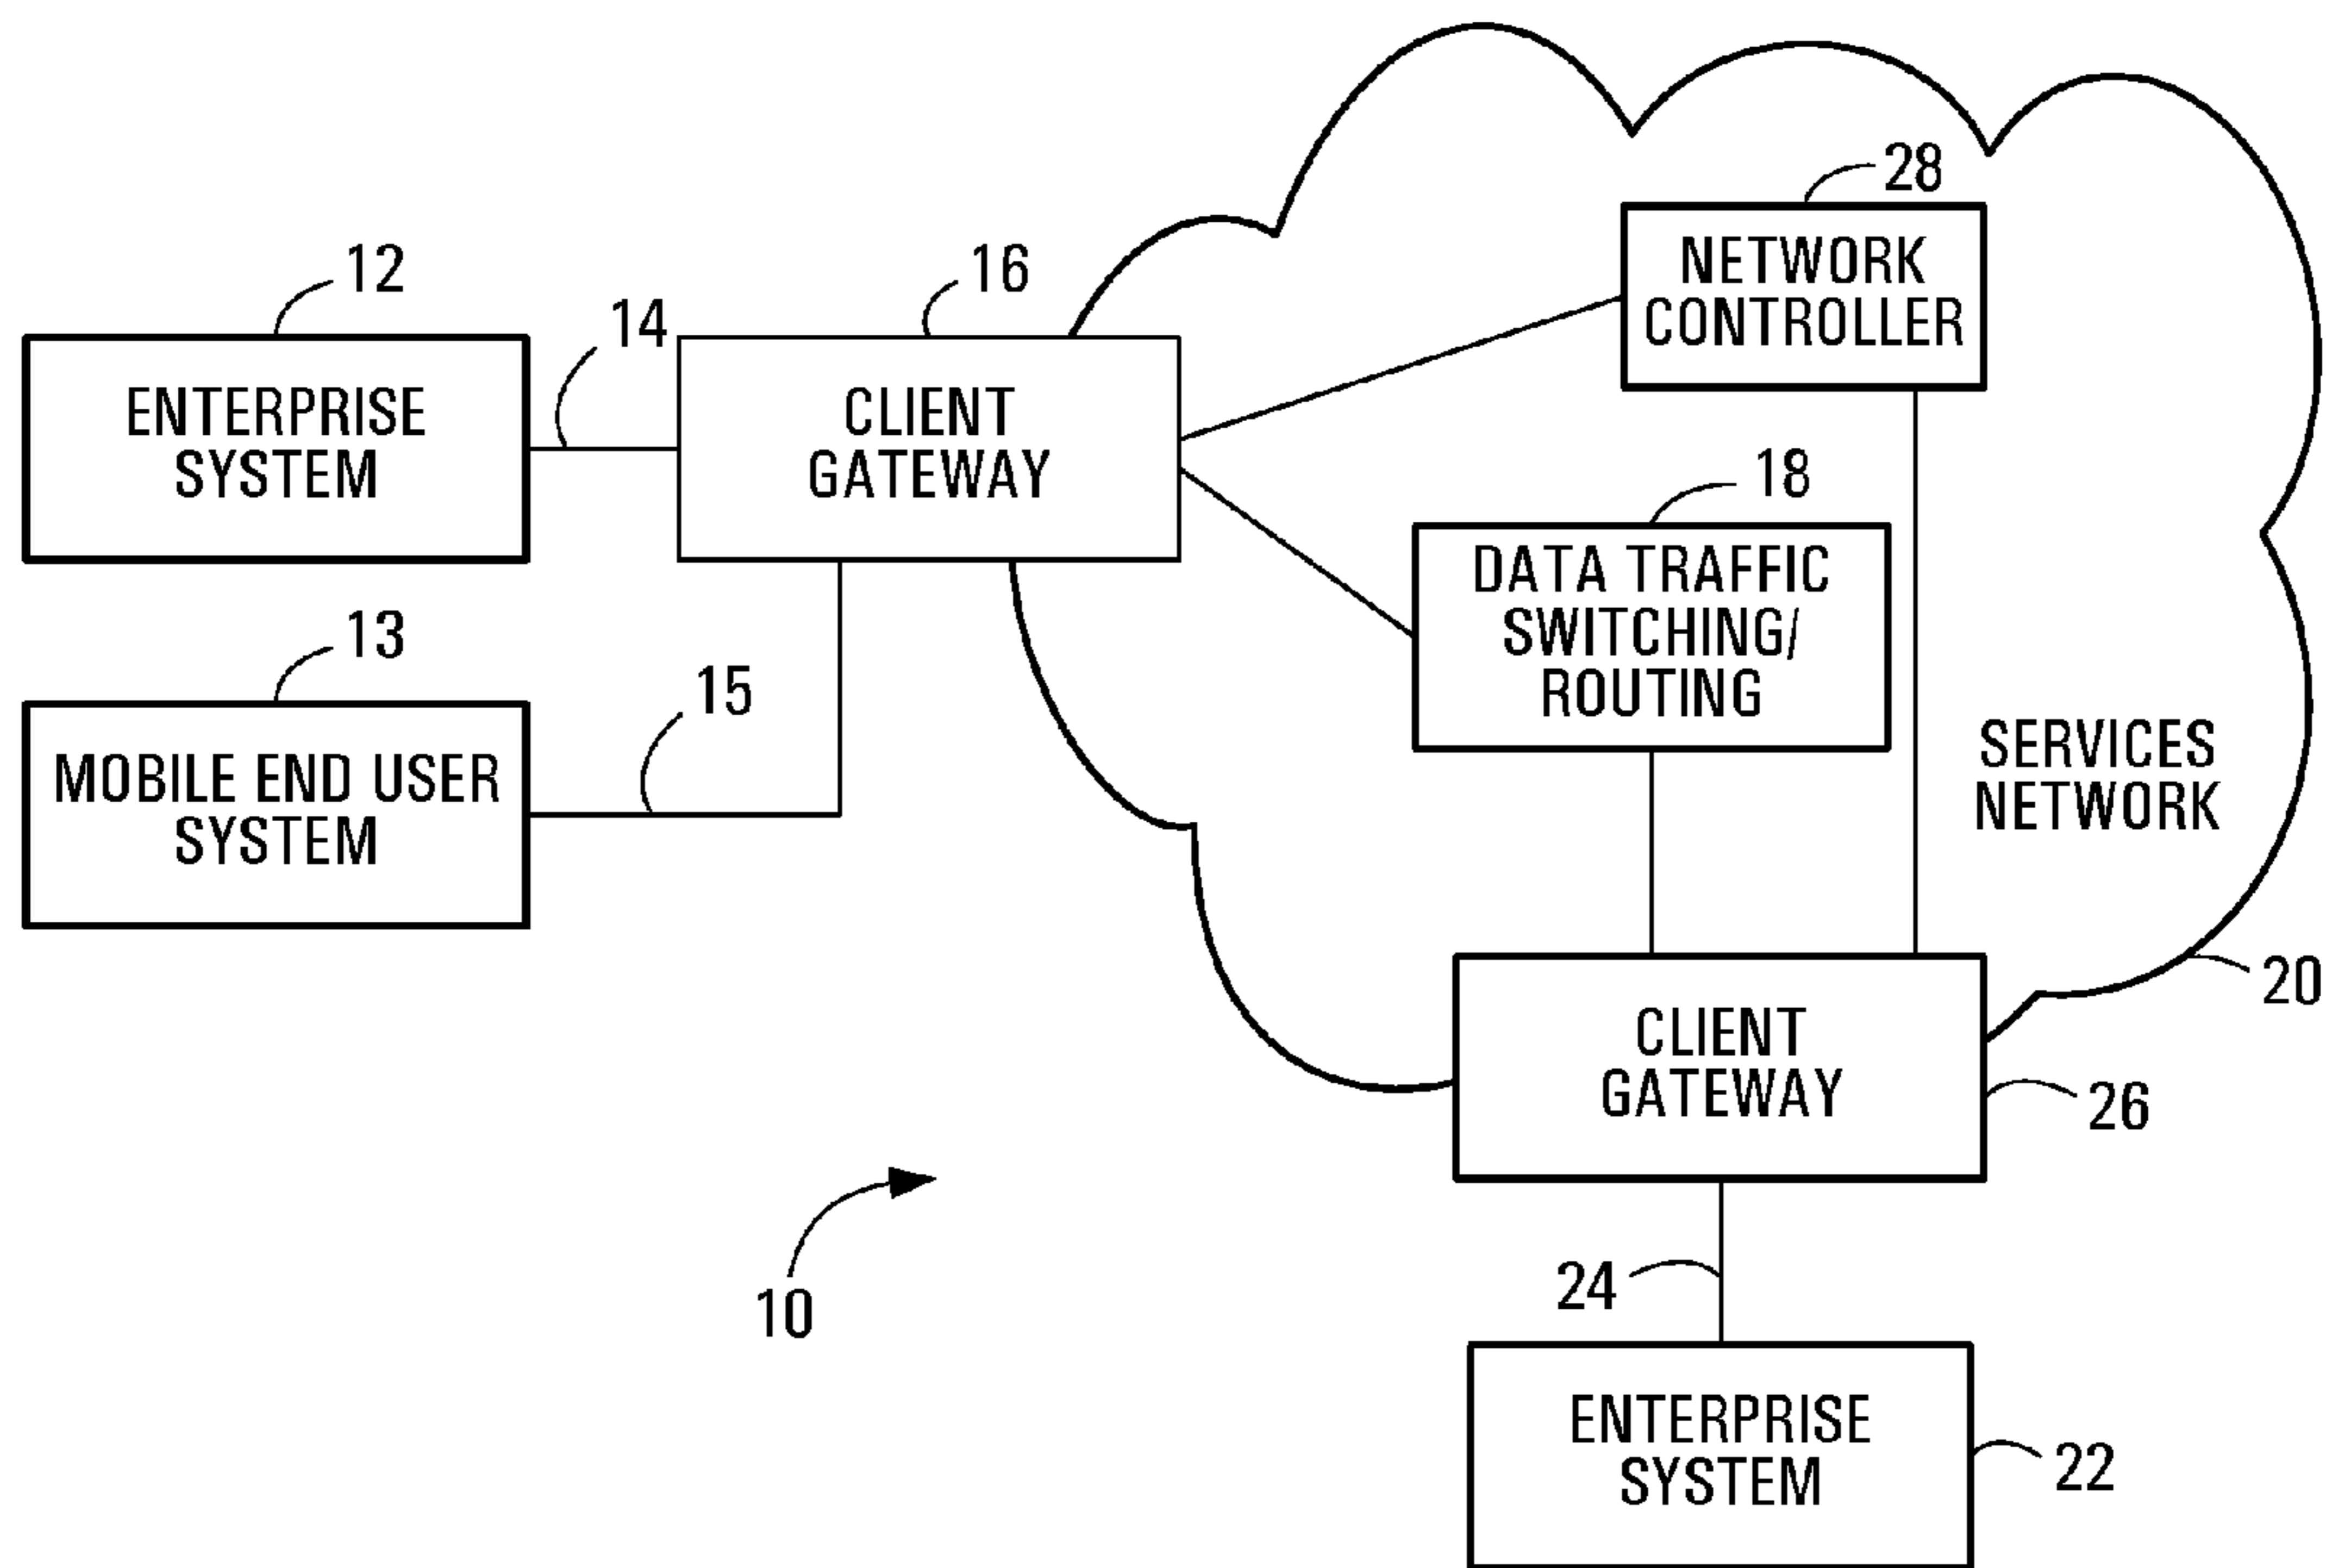 28
NETWORK
CONTROLLER
12
16
14
ENTERPRISE
SYSTEM
CLIENT
GATEWAY
18
DATA TRAFFIC
SWITCHING/
ROUTING
13
15
MOBILE END USER
SYSTEM
SERVICES
NETWORK
20
CLIENT
GATEWAY
26
10
24
ENTERPRISE
SYSTEM
22